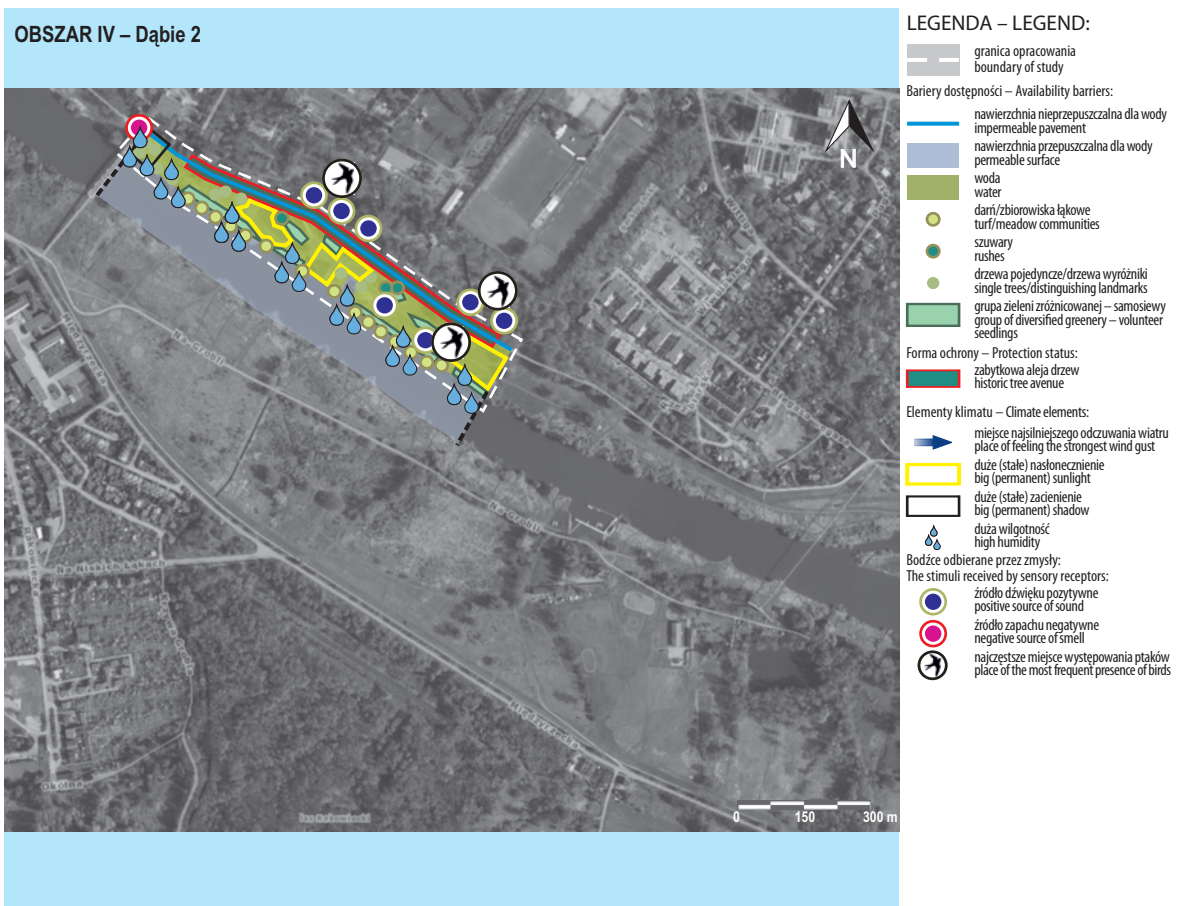 OBSZAR IV – Dąbie 2
N
Na Grobli
Na Grobli
Na Niskich Łąkach
Międzyrzecka
Okólna
las Rakowiecki
0 150 300 m
LEGENDA – LEGEND:
granica opracowania
boundary of study
Bariery dostępności – Availability barriers:
nawierzchnia nieprzepuszczalna dla wody
impermeable pavement
nawierzchnia przepuszczalna dla wody
permeable surface
woda
water
darń/zbiorowiska łąkowe
turf/meadow communities
szuwary
rushes
drzewa pojedyncze/drzewa wyróżniki
single trees/distinguishing landmarks
grupa zieleni zróżnicowanej – samosiewy
group of diversified greenery – volunteer
seedlings
Forma ochrony – Protection status:
zabytkowa aleja drzew
historic tree avenue
Elementy klimatu – Climate elements:
miejsce najsilniejszego odczuwania wiatru
place of feeling the strongest wind gust
duże (stałe) nasłonecznienie
big (permanent) sunlight
duże (stałe) zacienienie
big (permanent) shadow
duża wilgotność
high humidity
Bodźce odbierane przez zmysły:
The stimuli received by sensory receptors:
źródło dźwięku pozytywne
positive source of sound
źródło zapachu negatywne
negative source of smell
najczęstsze miejsce występowania ptaków
place of the most frequent presence of birds